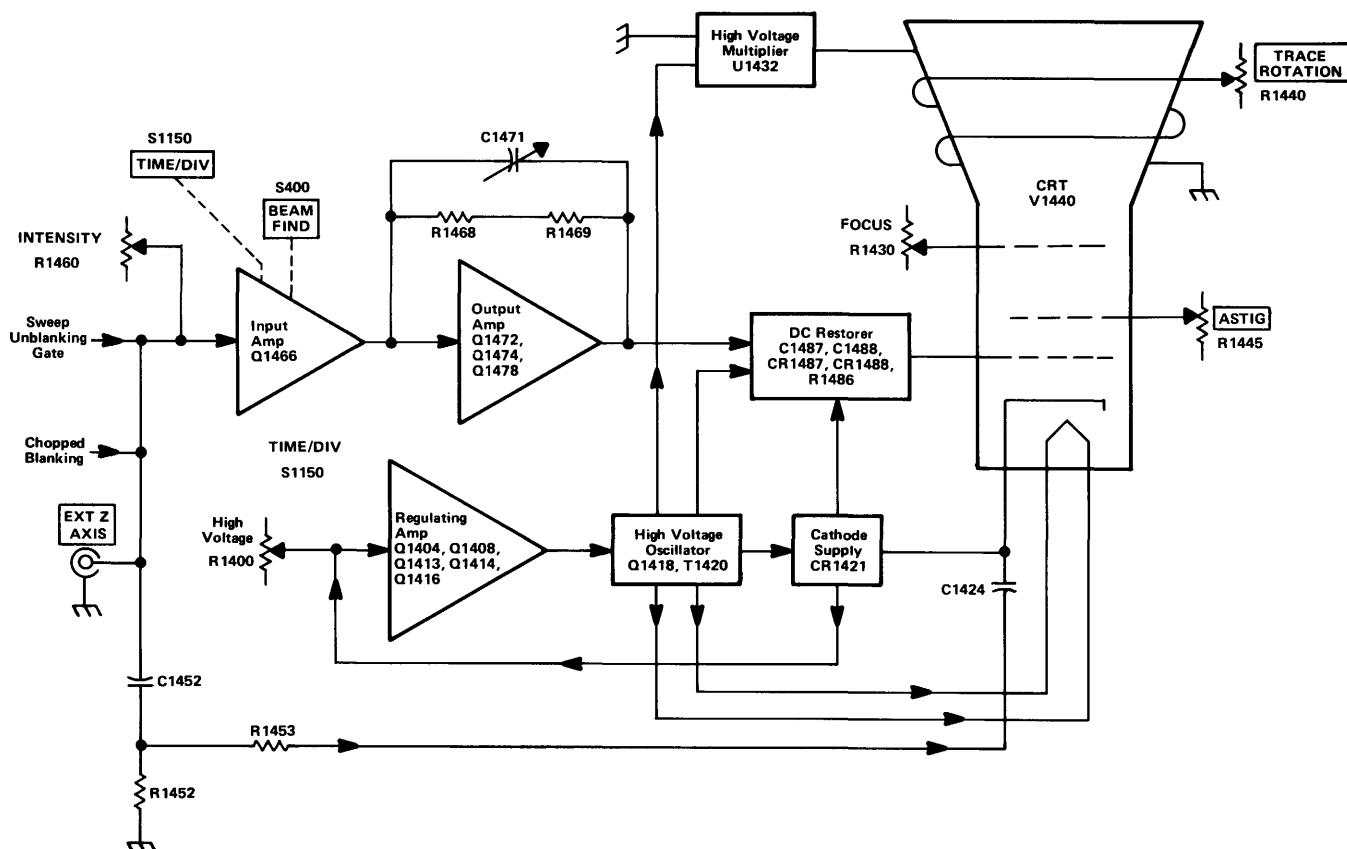 High Voltage
Multiplier
U1432
TRACE
ROTATION
R1440
S1150
TIME/DIV
C1471
S400
BEAM
FIND
CRT
V1440
INTENSITY
R1460
R1468
R1469
FOCUS
R1430
Sweep
Unblanking
Gate
Input
Amp
Q1466
Output
Amp
Q1472,
Q1474,
Q1478
DC Restorer
C1487, C1488,
CR1487, CR1488,
R1486
ASTIG
R1445
Chopped
Blanking
TIME/DIV
S1150
EXT Z
AXIS
High
Voltage
R1400
Regulating
Amp
Q1404, Q1408,
Q1413, Q1414,
Q1416
High Voltage
Oscillator
Q1418, T1420
Cathode
Supply
CR1421
C1424
C1452
R1453
R1452